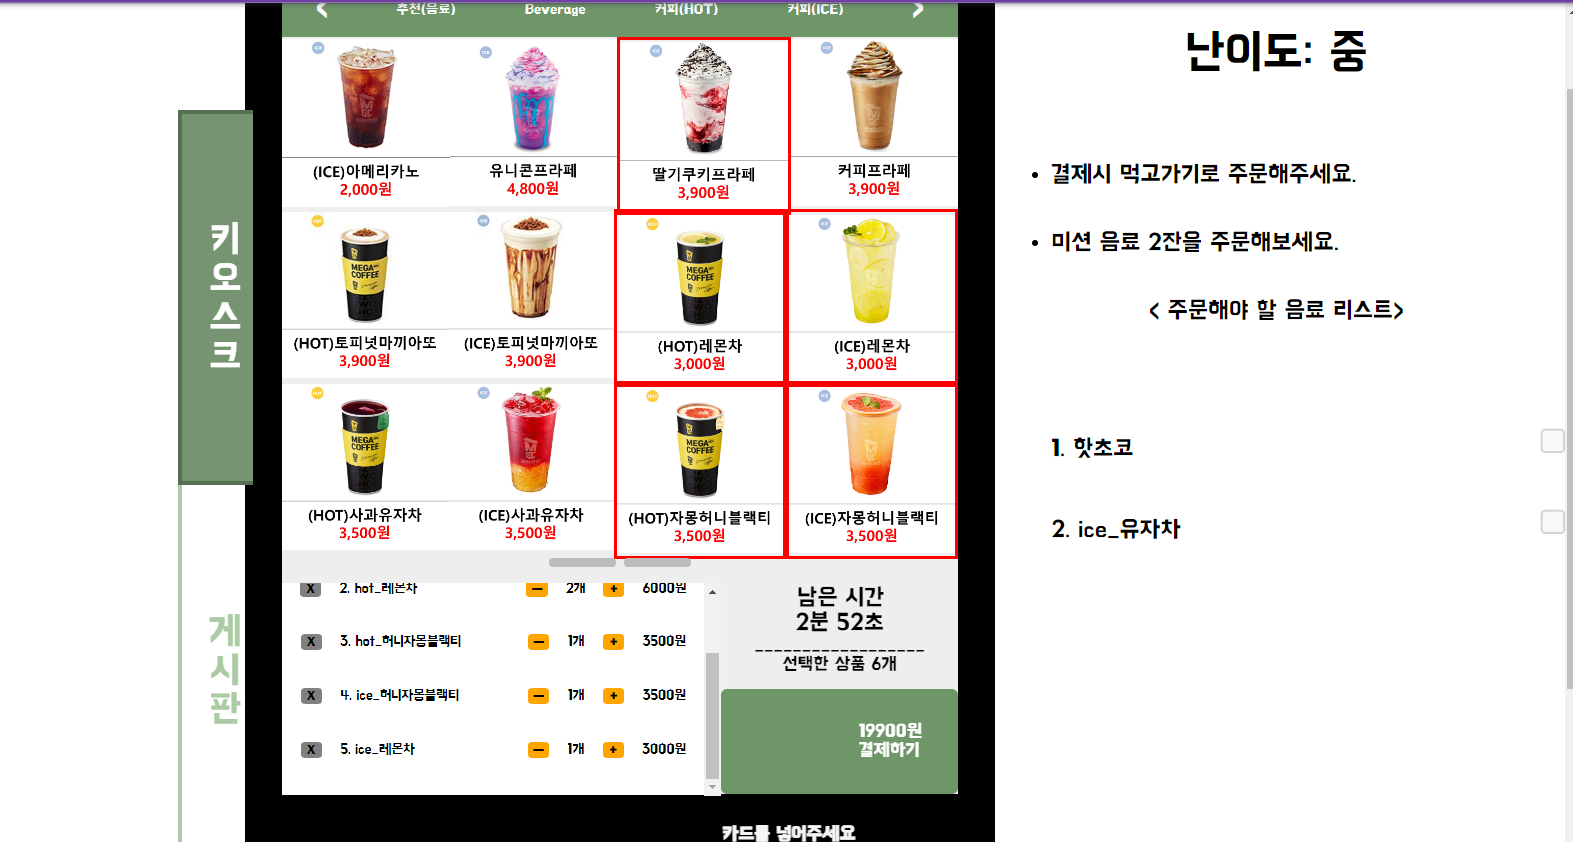 추천(음료) Beverage 커피(HOT) 커피(ICE)
(ICE)아메리카노
2,000원
유니콘프라페
4,800원
딸기쿠키프라페
3,900원
커피프라페
3,900원
(HOT)토피넛마끼아또
3,900원
(ICE)토피넛마끼아또
3,900원
(HOT)레몬차
3,000원
(ICE)레몬차
3,000원
(HOT)사과유자차
3,500원
(ICE)사과유자차
3,500원
(HOT)자몽허니블랙티
3,500원
(ICE)자몽허니블랙티
3,500원
X 2. hot_레몬차 - 2개 + 6000원
X 3. hot_허니자몽블랙티 - 1개 + 3500원
X 4. ice_허니자몽블랙티 - 1개 + 3500원
X 5. ice_레몬차 - 1개 + 3000원
남은 시간
2분 52초
------------------
선택한 상품 6개
19900원
결제하기
카드를 넣어주세요
키오스크
게시판
난이도: 중
• 결제시 먹고가기로 주문해주세요.
• 미션 음료 2잔을 주문해보세요.
< 주문해야 할 음료 리스트>
1. 핫초코
2. ice_유자차